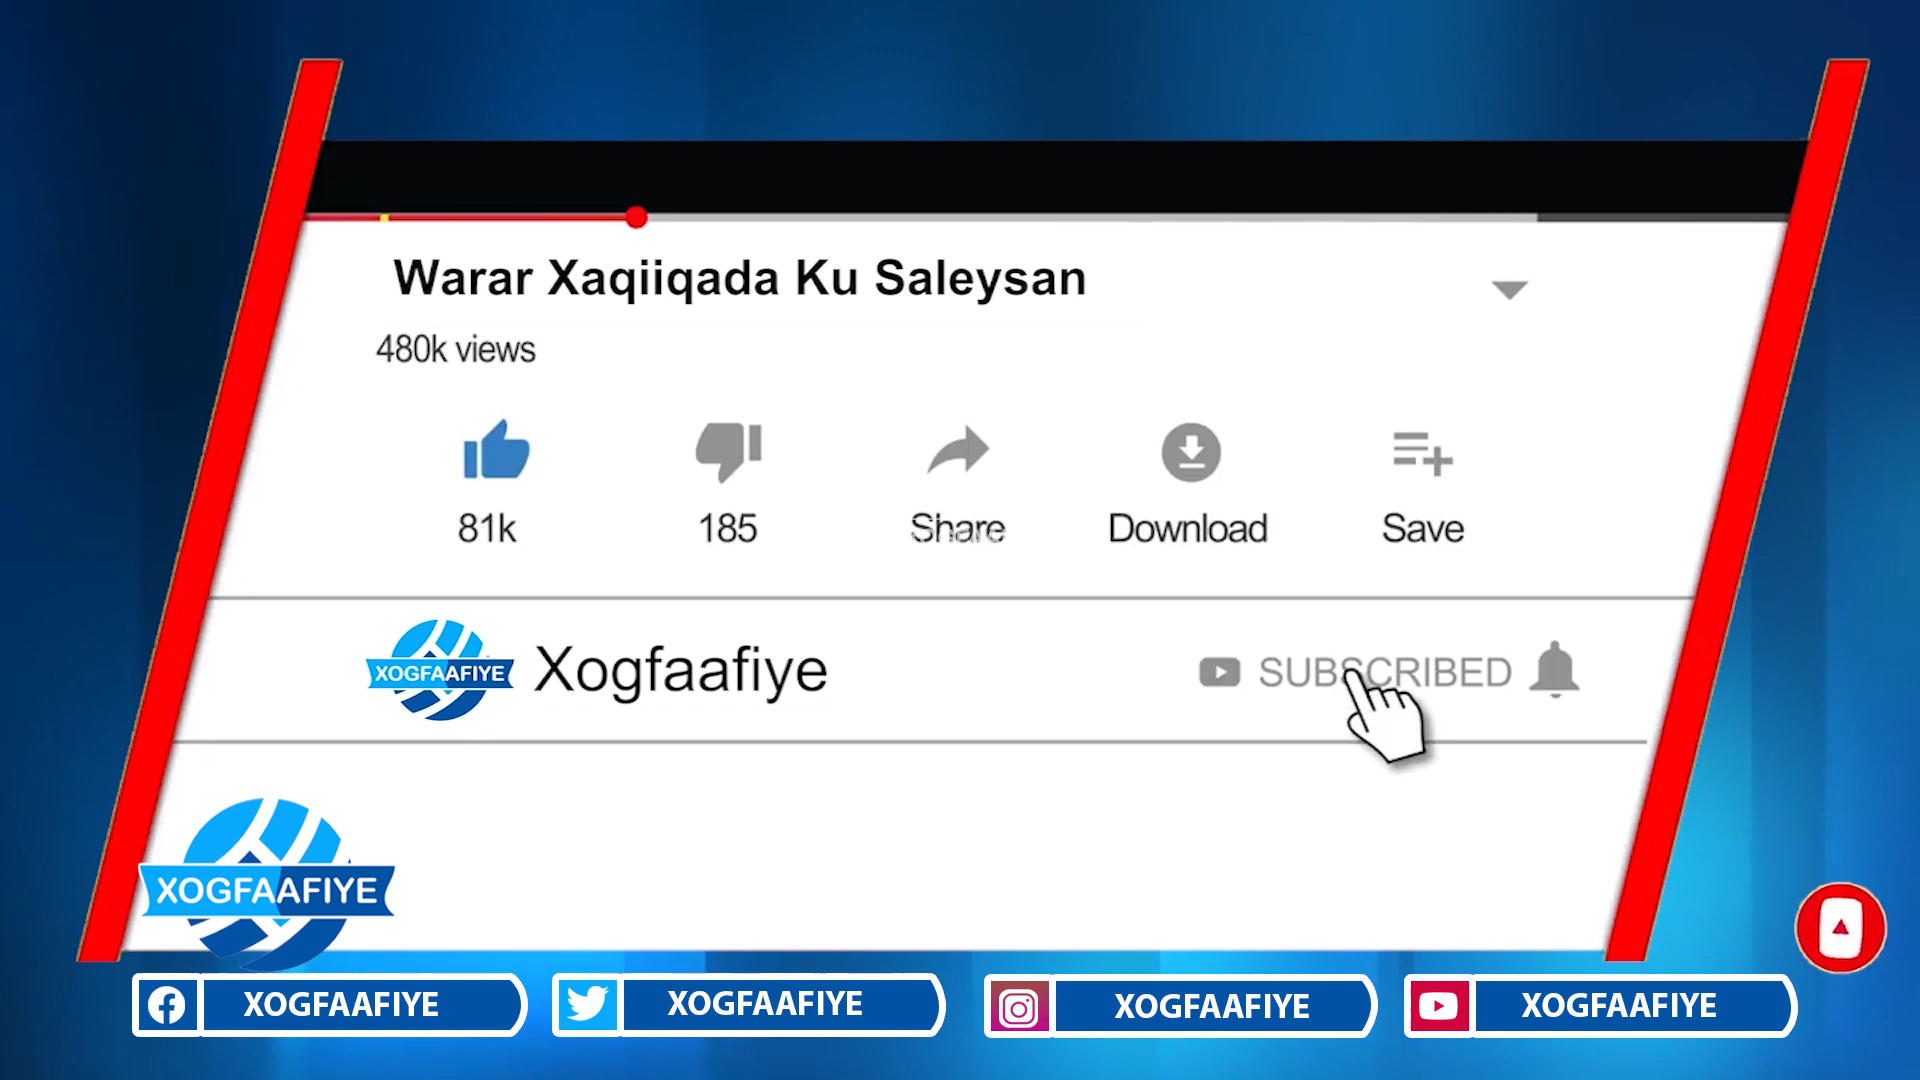 Warar Xaqiiqada Ku Saleysan
480k views
81k
185
Share
Download
Save
XOGFAAFIYE
Xogfaafiye
SUBSCRIBED
XOGFAAFIYE
XOGFAAFIYE
XOGFAAFIYE
XOGFAAFIYE
XOGFAAFIYE